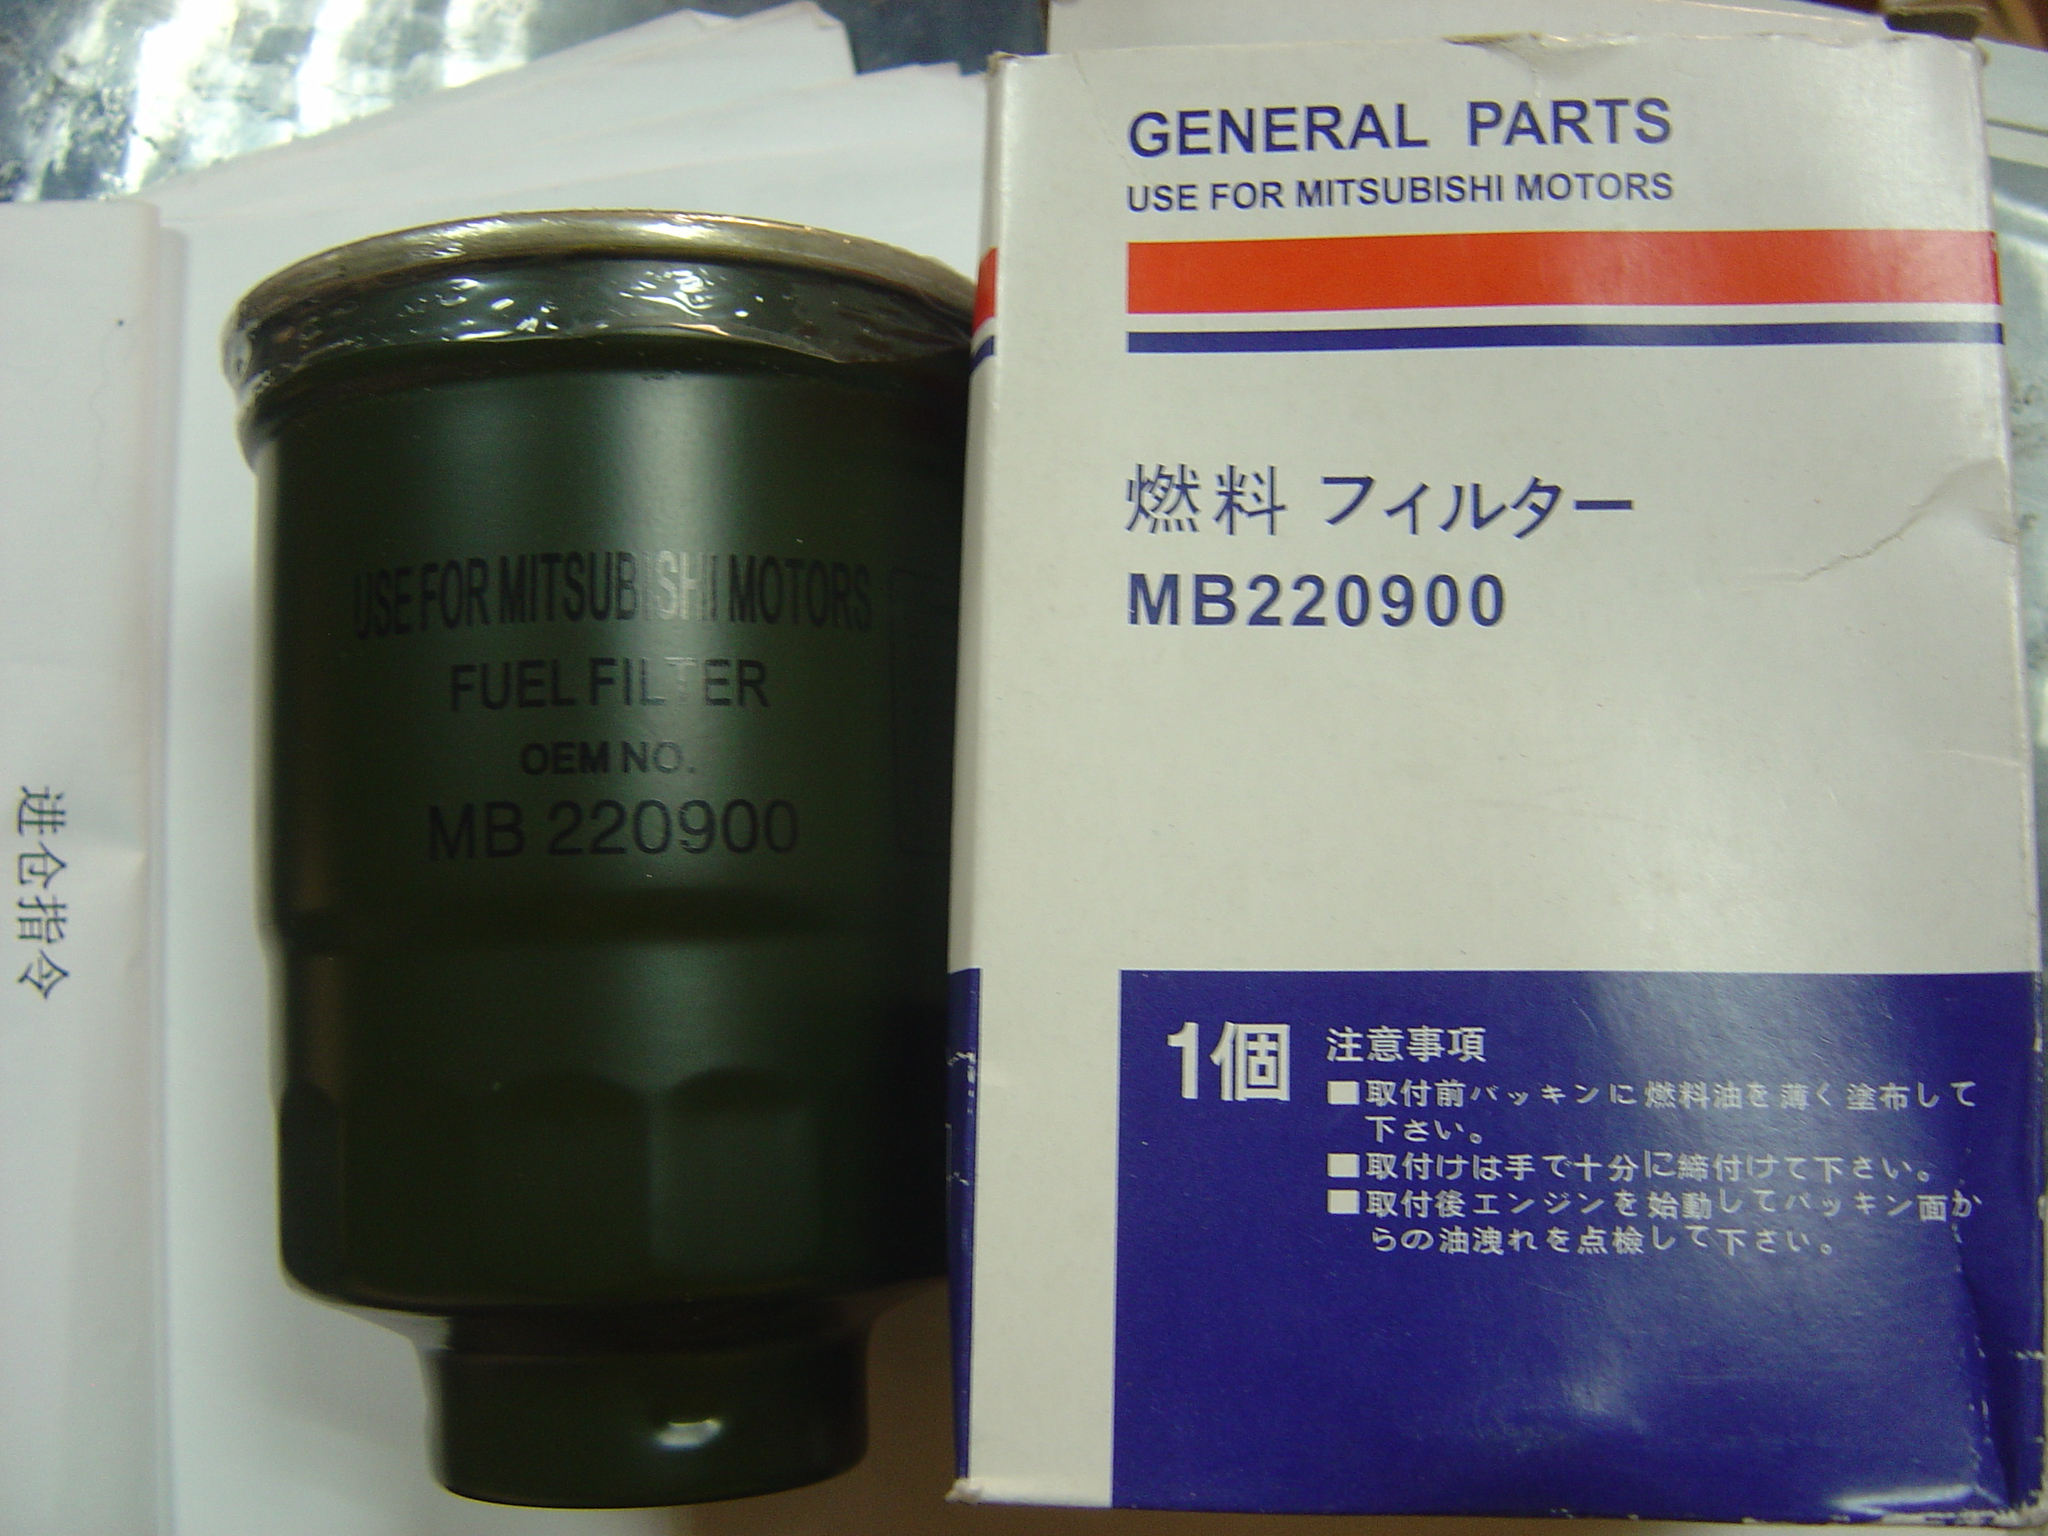 GENERAL PARTS
USE FOR MITSUBISHI MOTORS
燃料 フィルター
MB220900
1個
注意事項
■取付前パッキンに燃料油を薄く塗布して
下さい。
■取付けは手で十分に締付けて下さい。
■取付後エンジンを始動してパッキン面か
らの油洩れを点検して下さい。
USE FOR MITSUBISHI MOTORS
FUEL FILTER
OEM NO.
MB 220900
进仓指令